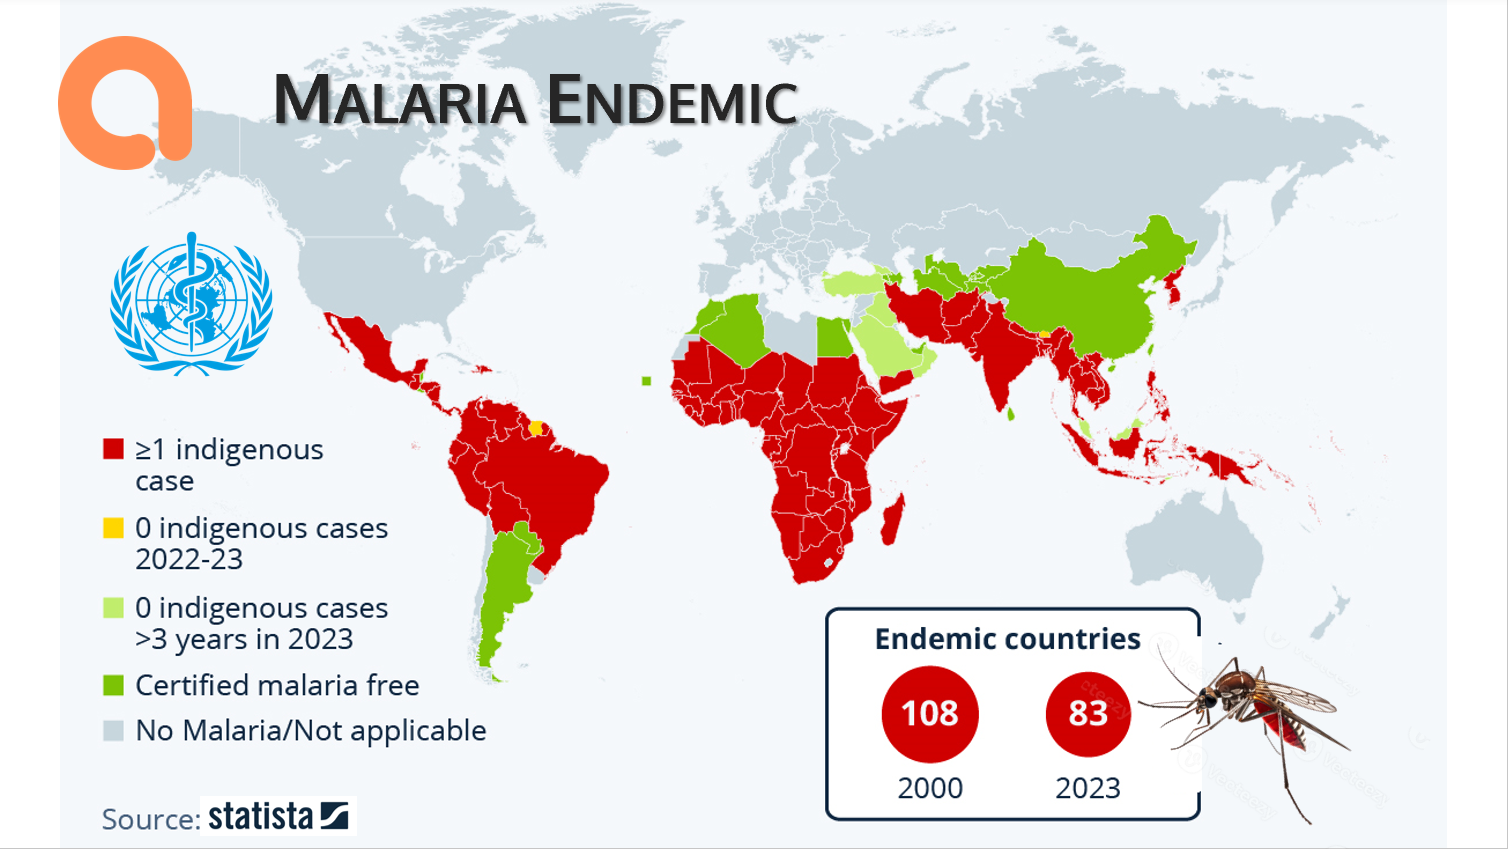 MALARIA ENDEMIC
≥1 indigenous
case
0 indigenous cases
2022-23
0 indigenous cases
>3 years in 2023
Certified malaria free
No Malaria/Not applicable
Source: statista
Endemic countries
108 83
2000 2023
vecteezy